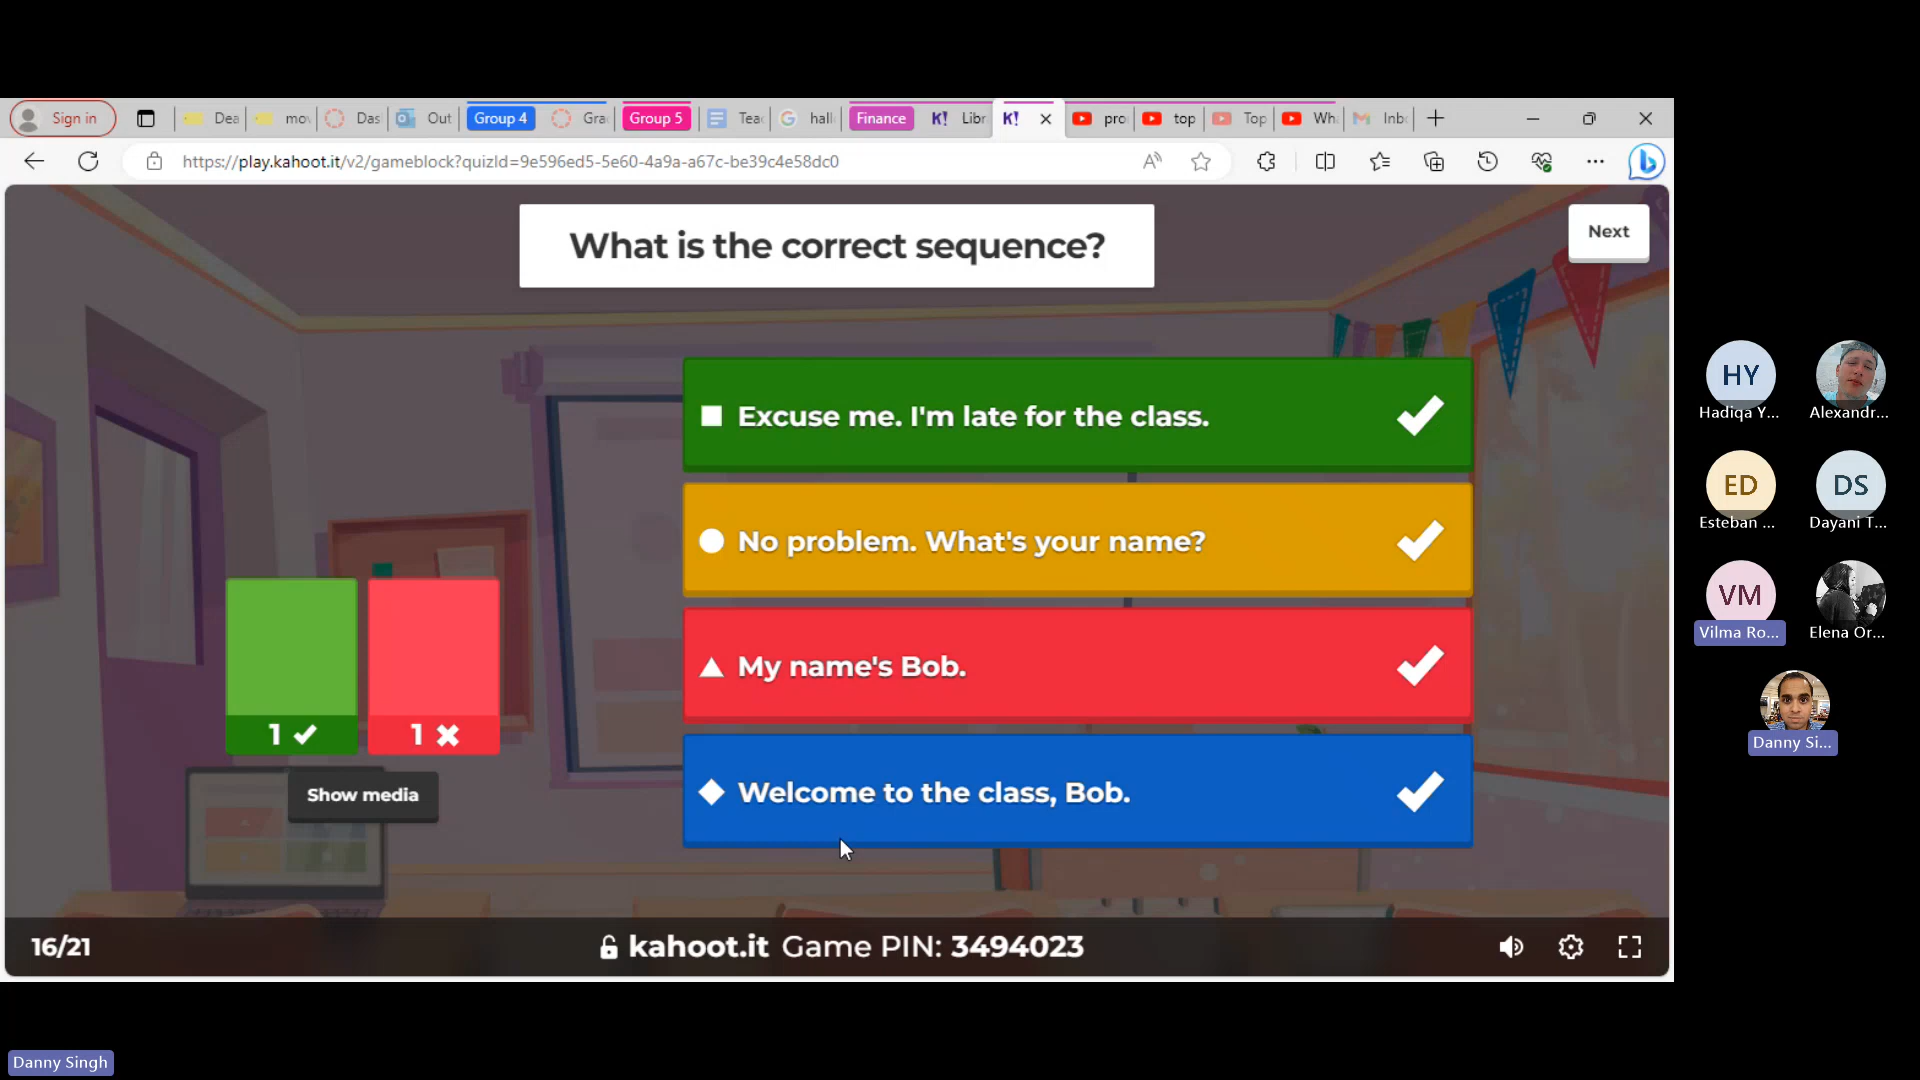 Sign in
Dea
mov
Das
Out
Group 4
Gra
Group 5
Tea
hall
Finance
K! Libr
K!
pro
top
Top
Wh
Inb
https://play.kahoot.it/v2/gameblock?quizId=9e596ed5-5e60-4a9a-a67c-be39c4e58dc0
What is the correct sequence?
Next
Excuse me. I'm late for the class.
No problem. What's your name?
My name's Bob.
Welcome to the class, Bob.
1
1
Show media
16/21
kahoot.it Game PIN: 3494023
HY
Hadiqa Y...
Alexandr...
ED
Esteban ...
DS
Dayani T...
VM
Vilma Ro...
Elena Or...
Danny Si...
Danny Singh